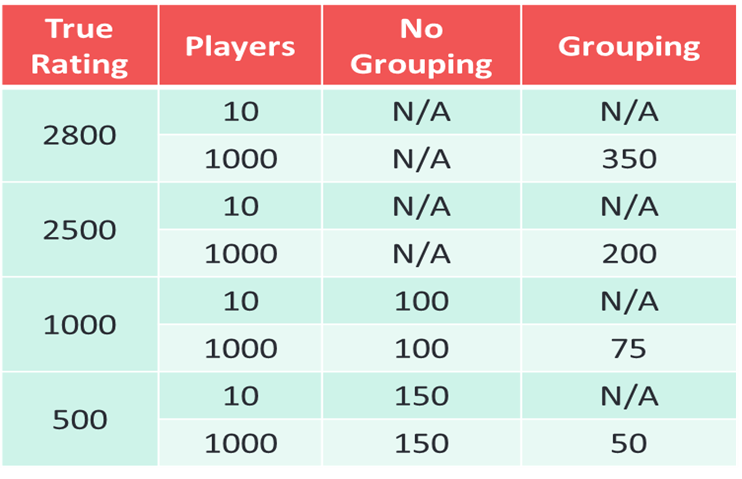 True Rating Players No Grouping Grouping
2800 10 N/A N/A
1000 N/A 350
2500 10 N/A N/A
1000 N/A 200
1000 10 100 N/A
1000 100 75
500 10 150 N/A
1000 150 50